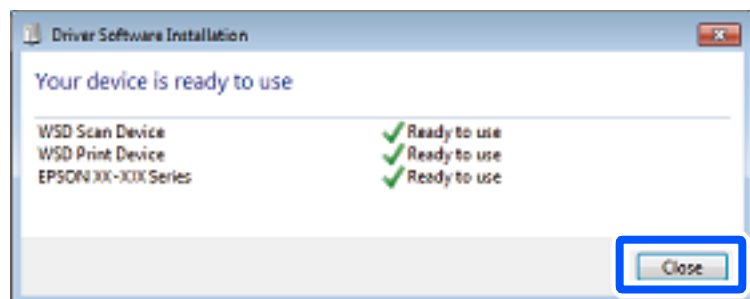 Driver Software Installation
Your device is ready to use
WSD Scan Device Ready to use
WSD Print Device Ready to use
EPSON XX-XXX Series Ready to use
Close